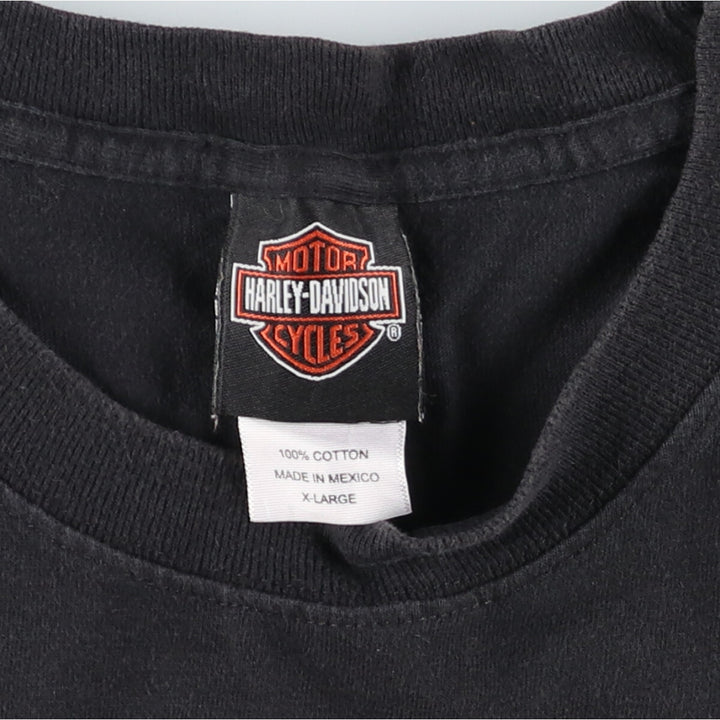 MOTOR
HARLEY-DAVIDSON
CYCLES
®
100% COTTON
MADE IN MEXICO
X-LARGE